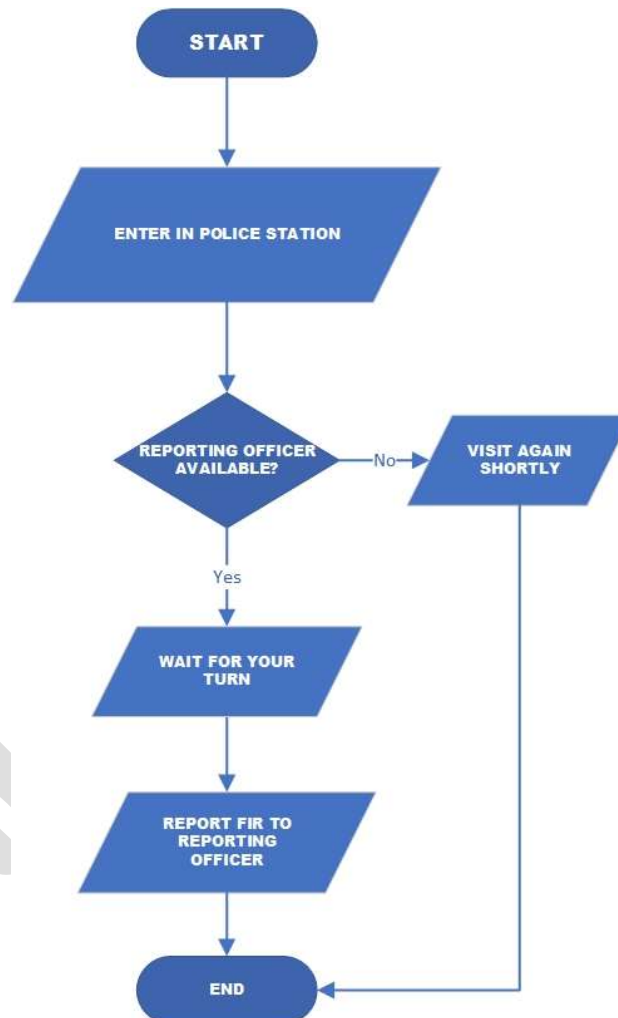 START
ENTER IN POLICE STATION
REPORTING OFFICER
AVAILABLE?
No
VISIT AGAIN
SHORTLY
Yes
WAIT FOR YOUR
TURN
REPORT FIR TO
REPORTING
OFFICER
END